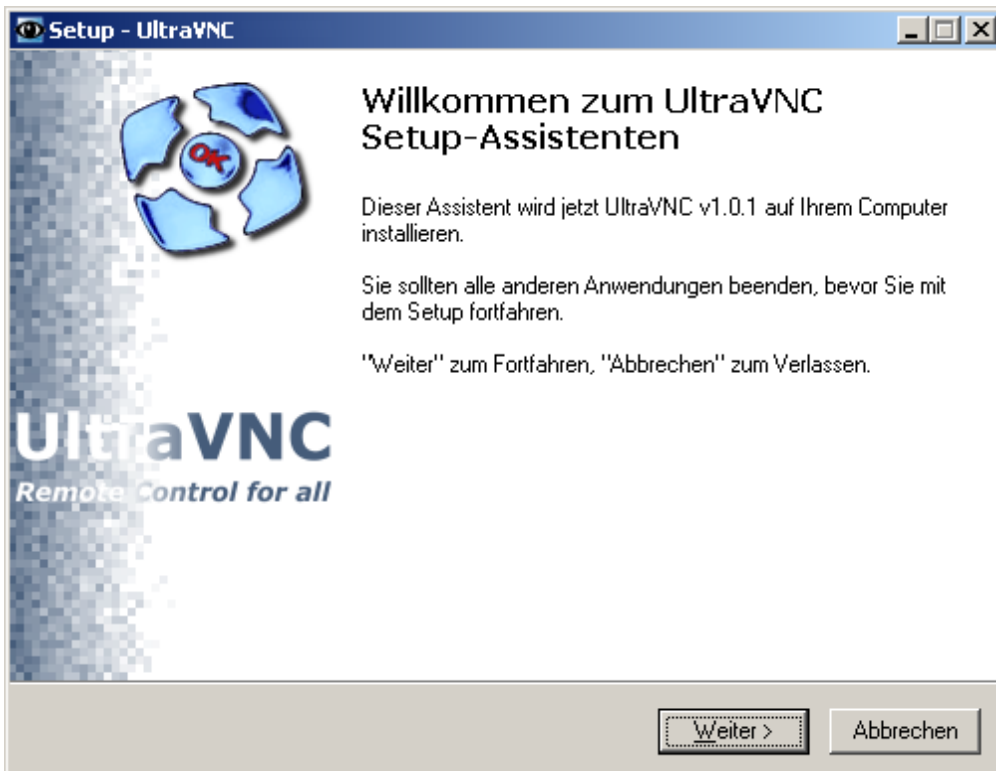 Setup - UltraVNC
OK
Willkommen zum UltraVNC
Setup-Assistenten
Dieser Assistent wird jetzt UltraVNC v1.0.1 auf Ihrem Computer
installieren.
Sie sollten alle anderen Anwendungen beenden, bevor Sie mit
dem Setup fortfahren.
"Weiter" zum Fortfahren, "Abbrechen" zum Verlassen.
UltraVNC
Remote Control for all
Weiter >
Abbrechen